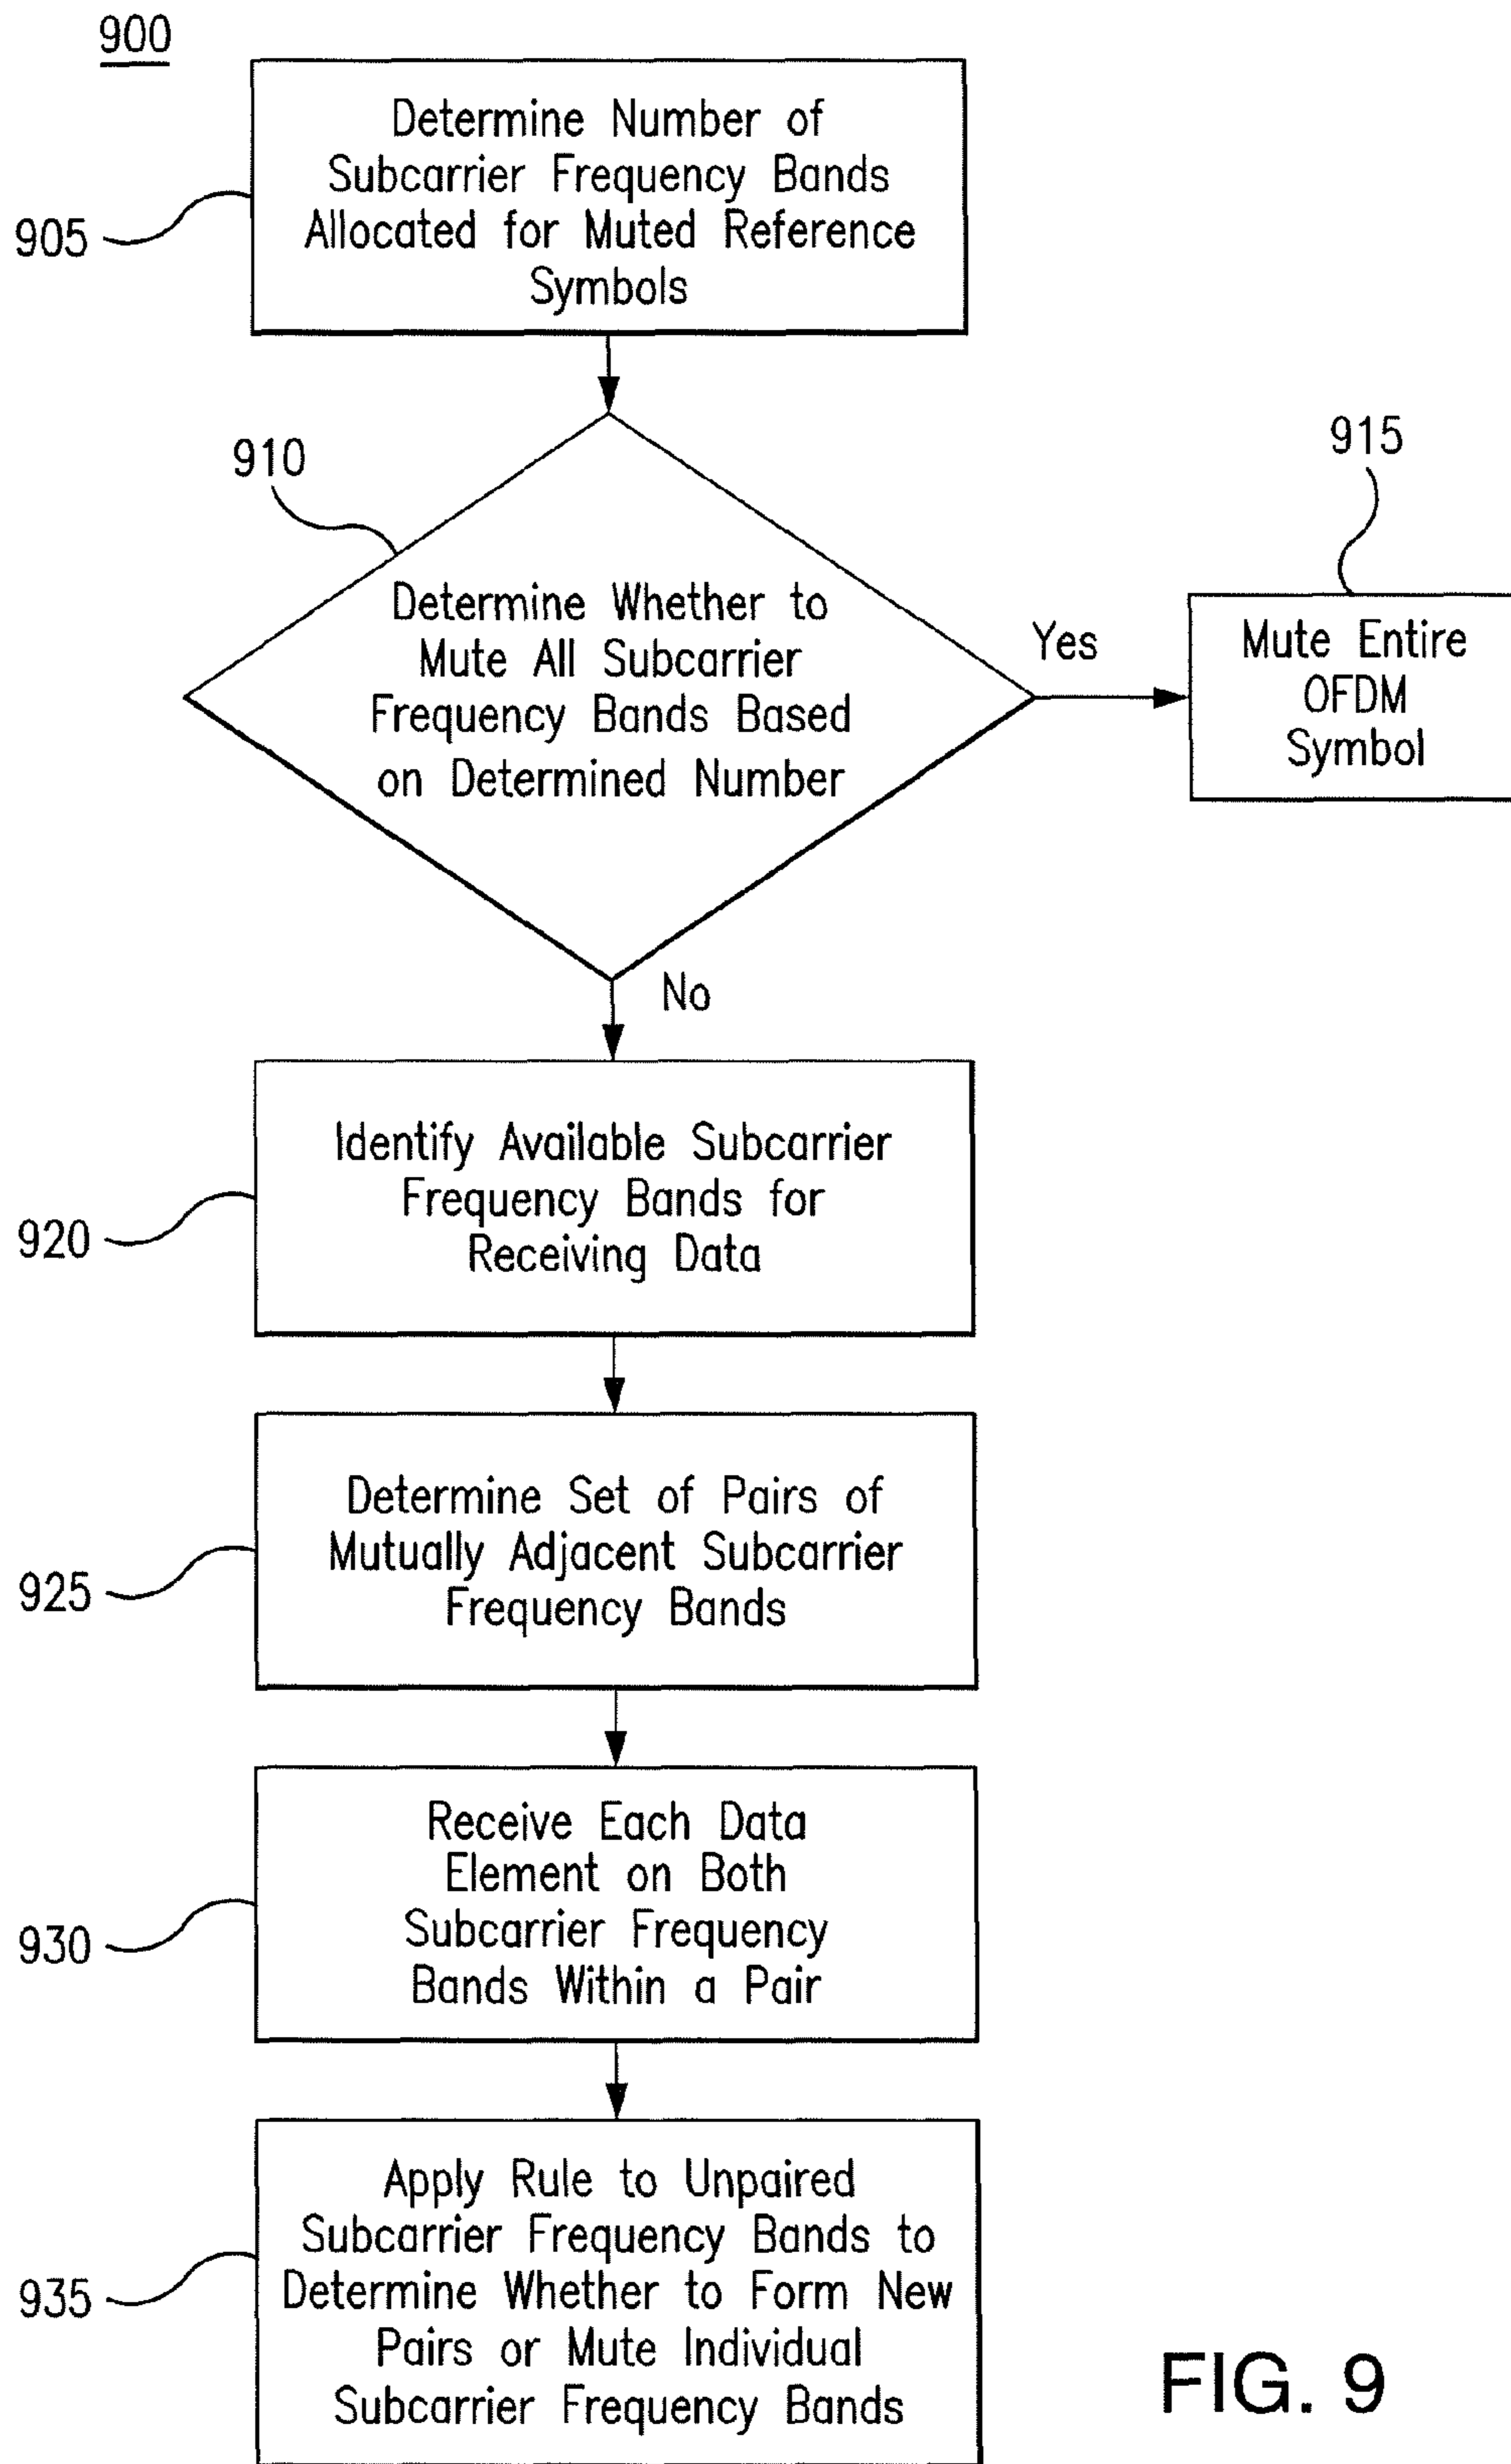 900
Determine Number of
Subcarrier Frequency Bands
Allocated for Muted Reference
Symbols
905
910
Determine Whether to
Mute All Subcarrier
Frequency Bands Based
on Determined Number
Yes
915
Mute Entire
OFDM
Symbol
No
Identify Available Subcarrier
Frequency Bands for
Receiving Data
920
Determine Set of Pairs of
Mutually Adjacent Subcarrier
Frequency Bands
925
Receive Each Data
Element on Both
Subcarrier Frequency
Bands Within a Pair
930
Apply Rule to Unpaired
Subcarrier Frequency Bands to
Determine Whether to Form New
Pairs or Mute Individual
Subcarrier Frequency Bands
935
FIG. 9